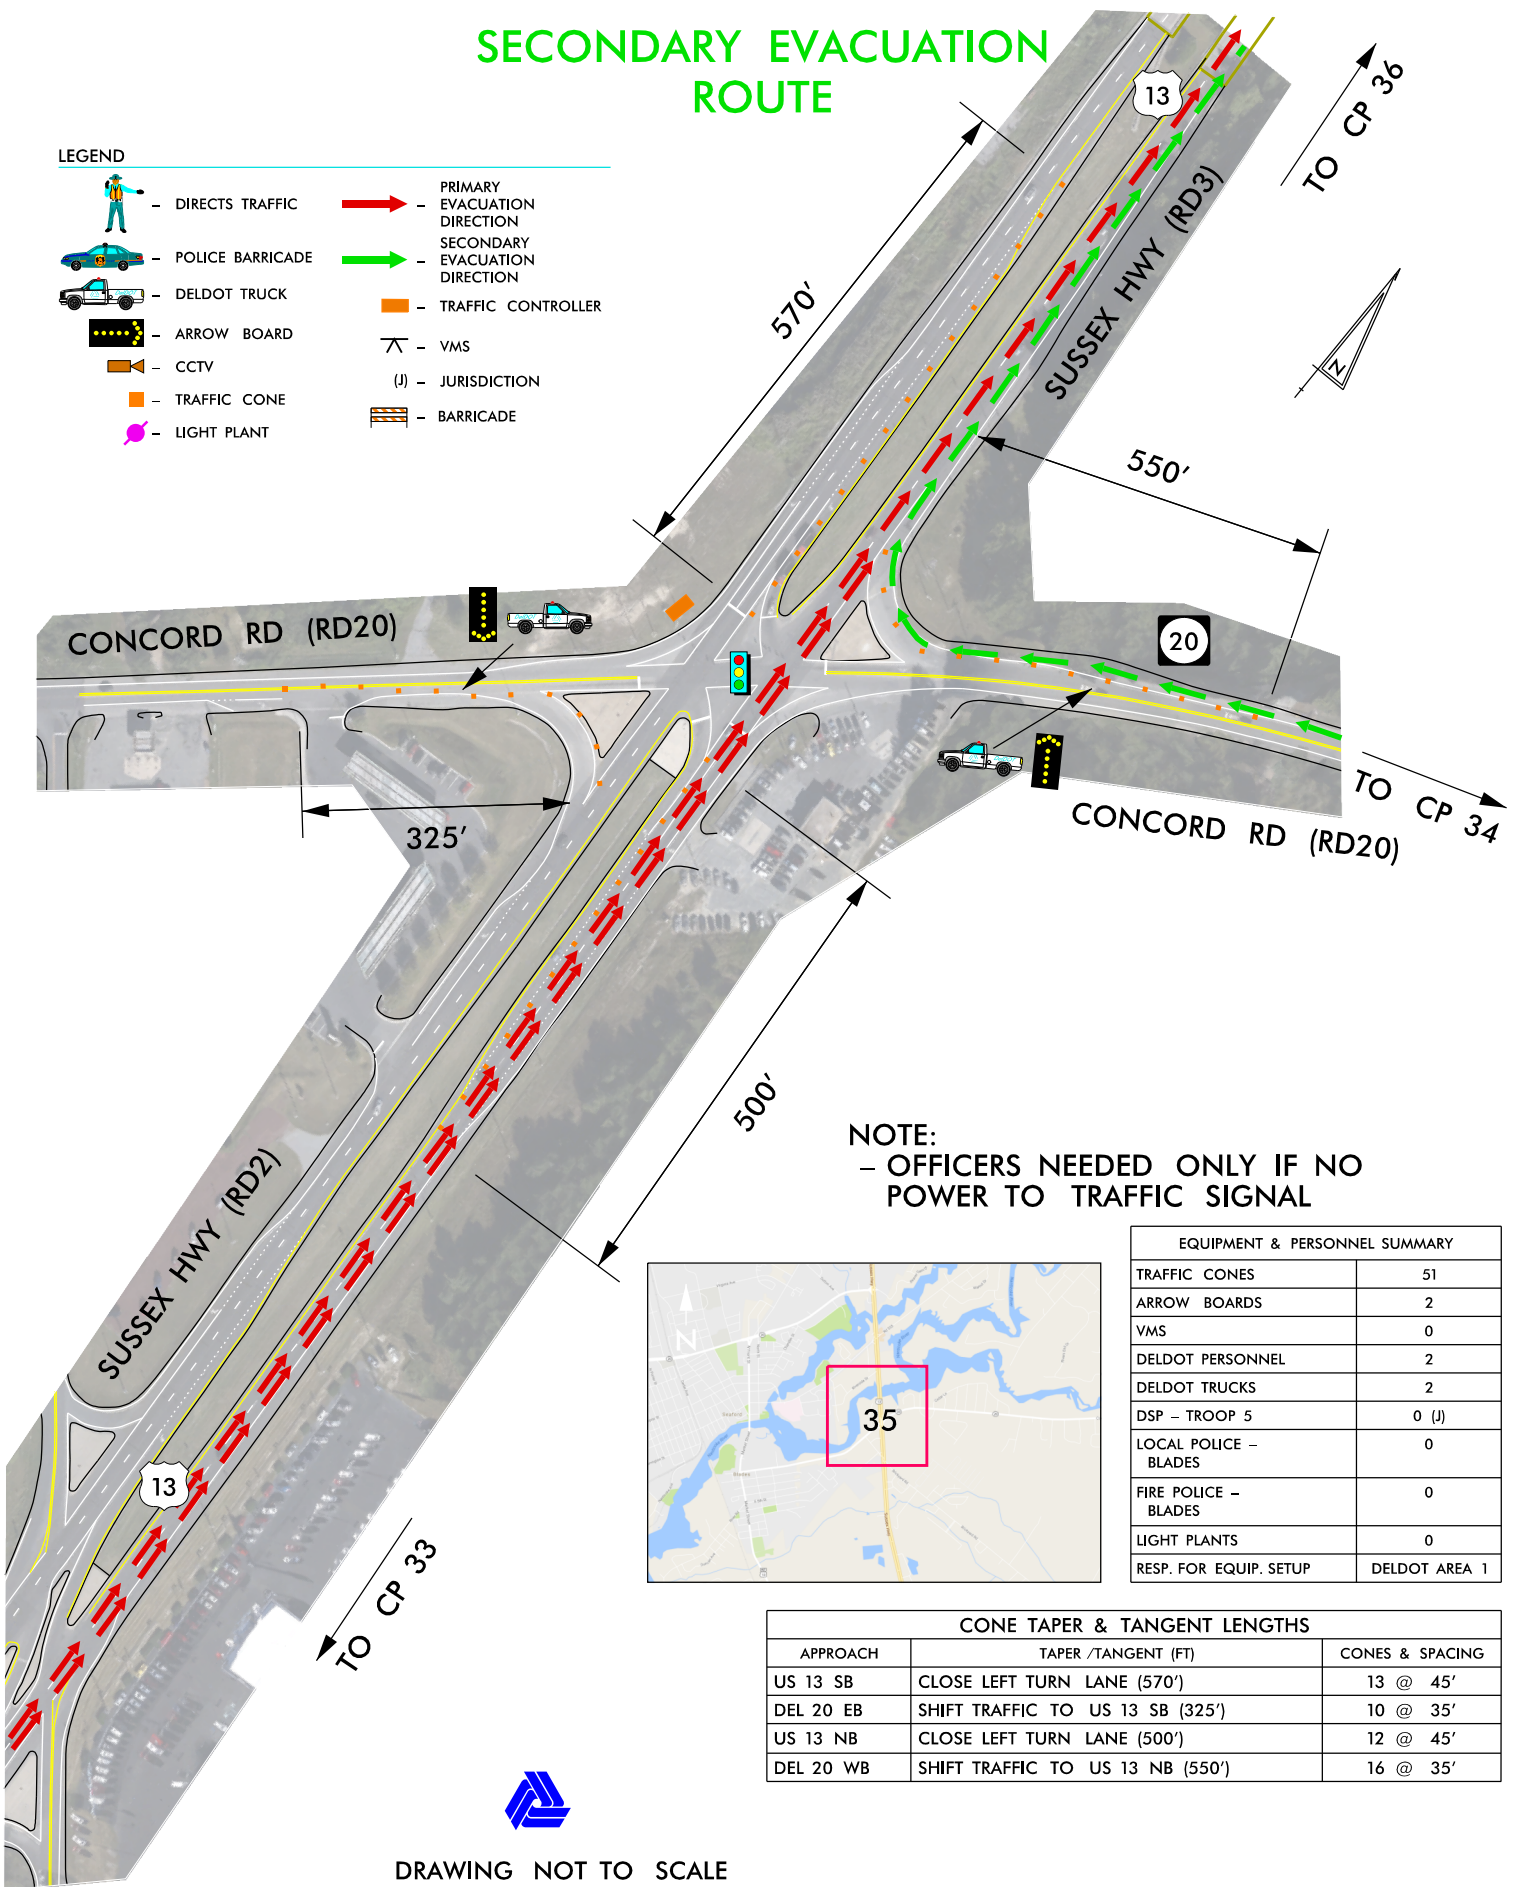 SECONDARY EVACUATION
ROUTE
LEGEND
– DIRECTS TRAFFIC
– POLICE BARRICADE
– DELDOT TRUCK
– ARROW BOARD
– CCTV
– TRAFFIC CONE
– LIGHT PLANT
– PRIMARY
EVACUATION
DIRECTION
– SECONDARY
EVACUATION
DIRECTION
– TRAFFIC CONTROLLER
– VMS
(J) – JURISDICTION
– BARRICADE
13
TO CP 36
SUSSEX HWY (RD3)
570'
N
550'
CONCORD RD (RD20)
20
325'
TO CP 34
CONCORD RD (RD20)
500'
SUSSEX HWY (RD2)
13
TO CP 33
NOTE:
– OFFICERS NEEDED ONLY IF NO
POWER TO TRAFFIC SIGNAL
N
35
Seaford
Blades
EQUIPMENT & PERSONNEL SUMMARY
TRAFFIC CONES 51
ARROW BOARDS 2
VMS 0
DELDOT PERSONNEL 2
DELDOT TRUCKS 2
DSP – TROOP 5 0 (J)
LOCAL POLICE – 0
BLADES
FIRE POLICE – 0
BLADES
LIGHT PLANTS 0
RESP. FOR EQUIP. SETUP DELDOT AREA 1
CONE TAPER & TANGENT LENGTHS
APPROACH TAPER /TANGENT (FT) CONES & SPACING
US 13 SB CLOSE LEFT TURN LANE (570') 13 @ 45'
DEL 20 EB SHIFT TRAFFIC TO US 13 SB (325') 10 @ 35'
US 13 NB CLOSE LEFT TURN LANE (500') 12 @ 45'
DEL 20 WB SHIFT TRAFFIC TO US 13 NB (550') 16 @ 35'
DRAWING NOT TO SCALE